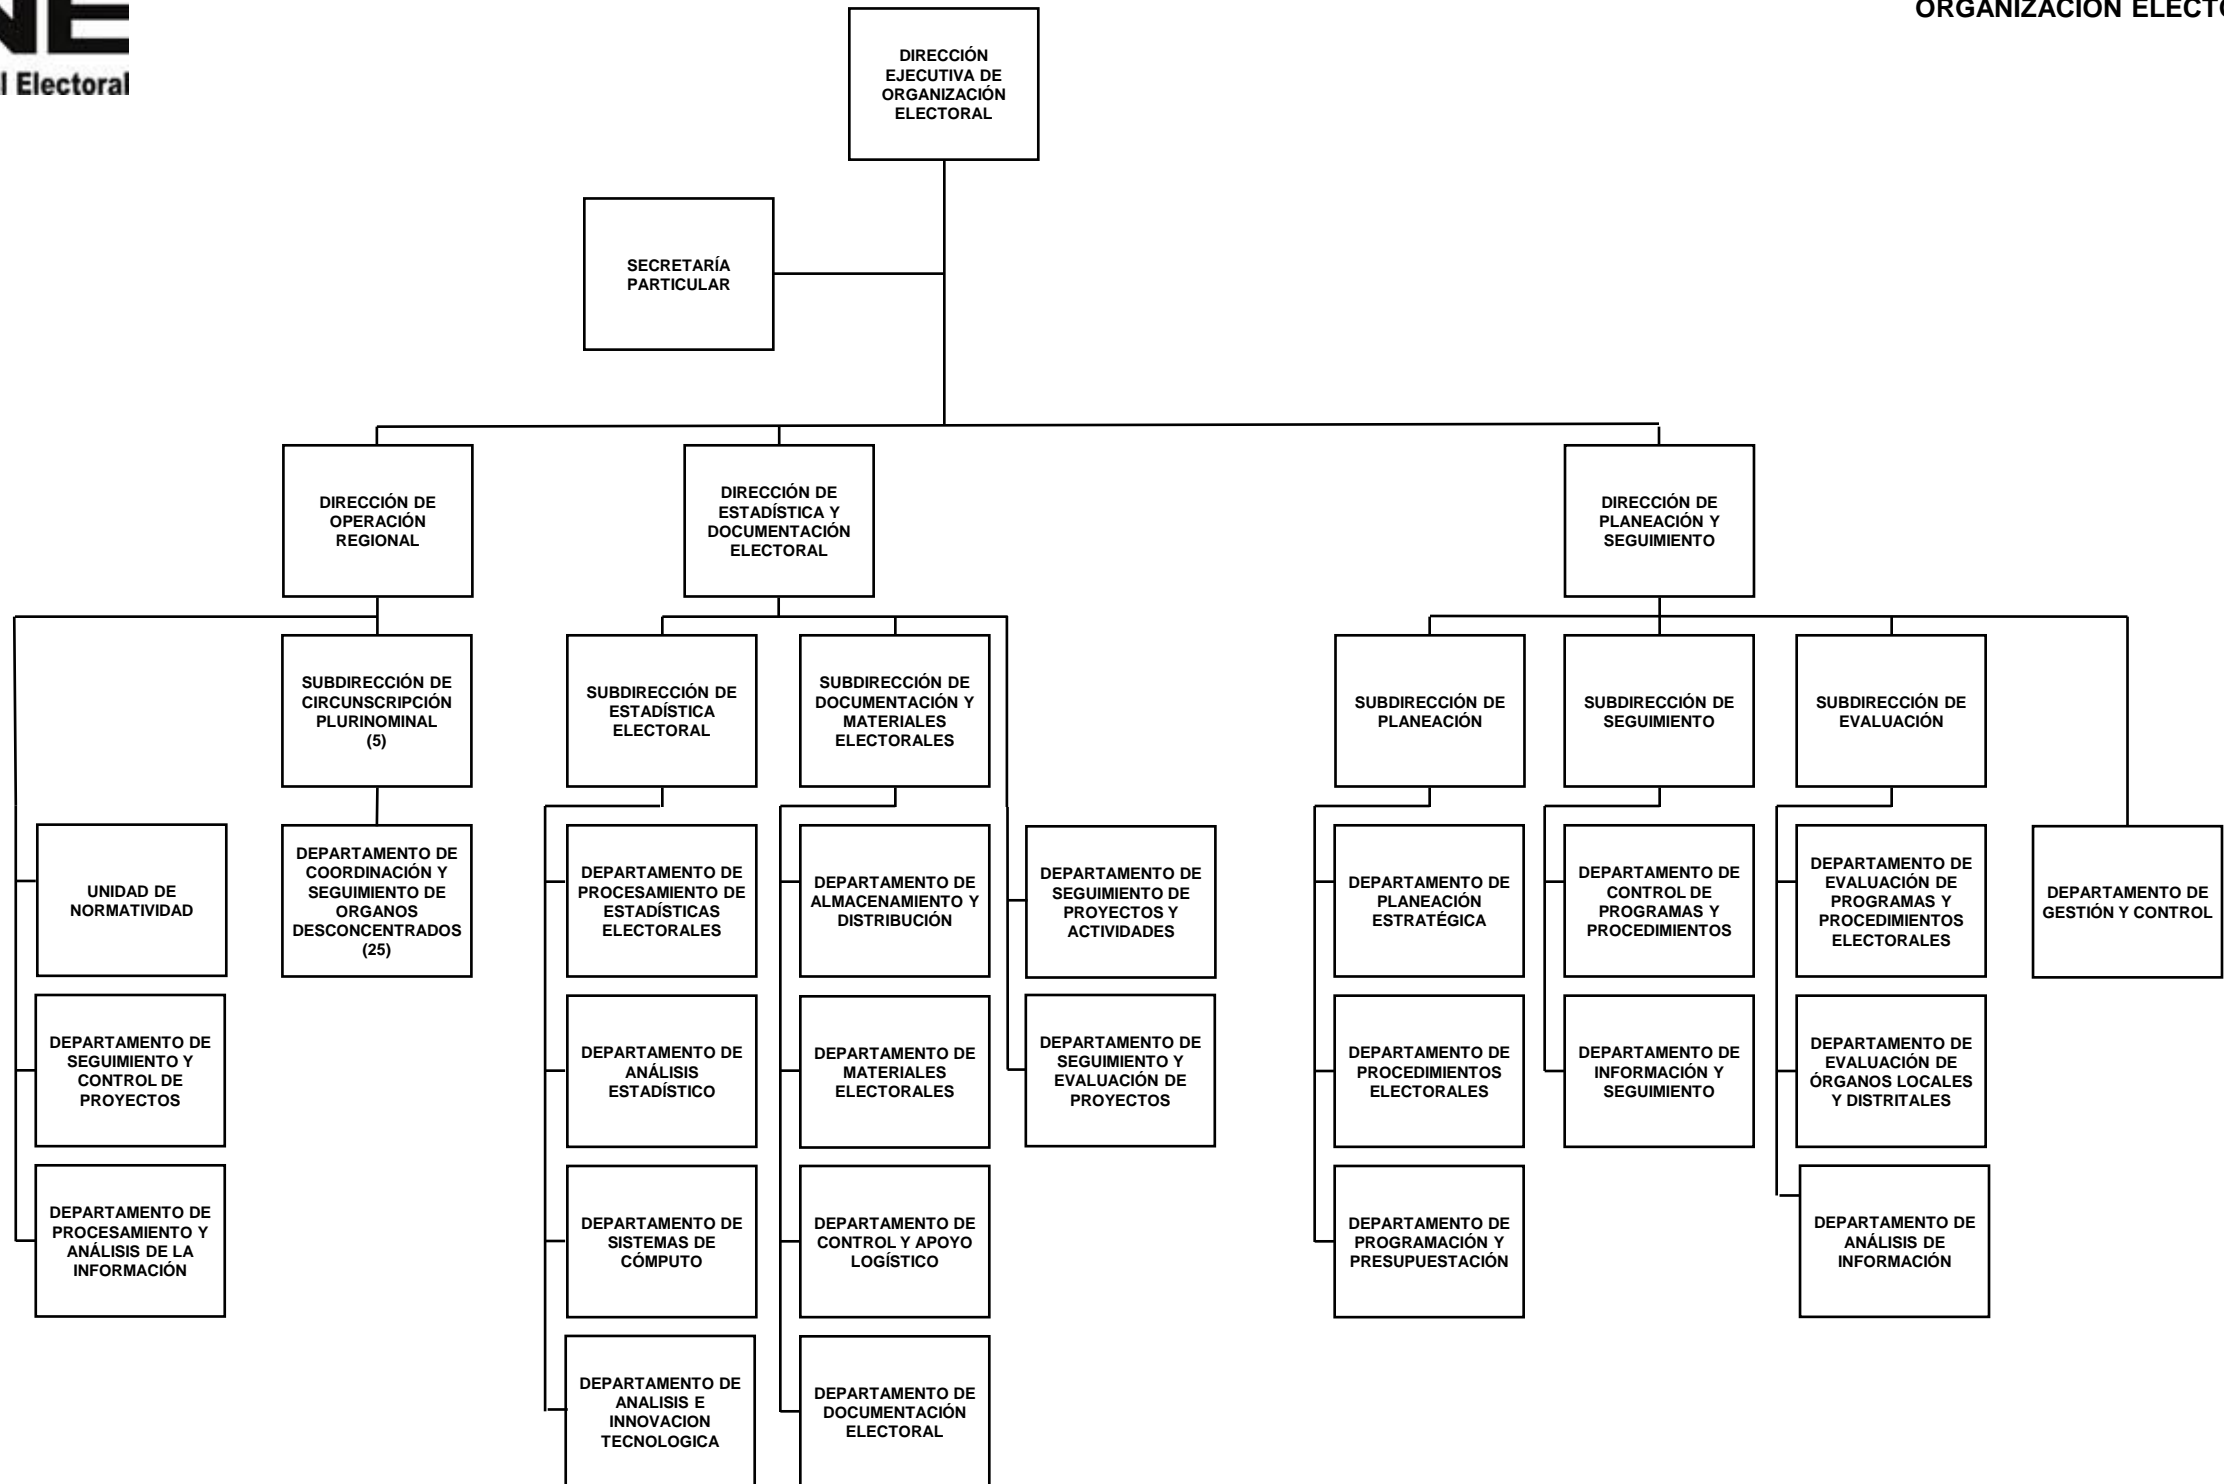 NE
l Electoral
ORGANIZACIÓN ELECTO
DIRECCIÓN
EJECUTIVA DE
ORGANIZACIÓN
ELECTORAL
SECRETARÍA
PARTICULAR
DIRECCIÓN DE
OPERACIÓN
REGIONAL
DIRECCIÓN DE
ESTADÍSTICA Y
DOCUMENTACIÓN
ELECTORAL
DIRECCIÓN DE
PLANEACIÓN Y
SEGUIMIENTO
SUBDIRECCIÓN DE
CIRCUNSCRIPCIÓN
PLURINOMINAL
(5)
SUBDIRECCIÓN DE
ESTADÍSTICA
ELECTORAL
SUBDIRECCIÓN DE
DOCUMENTACIÓN Y
MATERIALES
ELECTORALES
SUBDIRECCIÓN DE
PLANEACIÓN
SUBDIRECCIÓN DE
SEGUIMIENTO
SUBDIRECCIÓN DE
EVALUACIÓN
UNIDAD DE
NORMATIVIDAD
DEPARTAMENTO DE
COORDINACIÓN Y
SEGUIMIENTO DE
ORGANOS
DESCONCENTRADOS
(25)
DEPARTAMENTO DE
PROCESAMIENTO DE
ESTADÍSTICAS
ELECTORALES
DEPARTAMENTO DE
ALMACENAMIENTO Y
DISTRIBUCIÓN
DEPARTAMENTO DE
SEGUIMIENTO DE
PROYECTOS Y
ACTIVIDADES
DEPARTAMENTO DE
PLANEACIÓN
ESTRATÉGICA
DEPARTAMENTO DE
CONTROL DE
PROGRAMAS Y
PROCEDIMIENTOS
DEPARTAMENTO DE
EVALUACIÓN DE
PROGRAMAS Y
PROCEDIMIENTOS
ELECTORALES
DEPARTAMENTO DE
GESTIÓN Y CONTROL
DEPARTAMENTO DE
SEGUIMIENTO Y
CONTROL DE
PROYECTOS
DEPARTAMENTO DE
ANÁLISIS
ESTADÍSTICO
DEPARTAMENTO DE
MATERIALES
ELECTORALES
DEPARTAMENTO DE
SEGUIMIENTO Y
EVALUACIÓN DE
PROYECTOS
DEPARTAMENTO DE
PROCEDIMIENTOS
ELECTORALES
DEPARTAMENTO DE
INFORMACIÓN Y
SEGUIMIENTO
DEPARTAMENTO DE
EVALUACIÓN DE
ÓRGANOS LOCALES
Y DISTRITALES
DEPARTAMENTO DE
PROCESAMIENTO Y
ANÁLISIS DE LA
INFORMACIÓN
DEPARTAMENTO DE
SISTEMAS DE
CÓMPUTO
DEPARTAMENTO DE
CONTROL Y APOYO
LOGÍSTICO
DEPARTAMENTO DE
PROGRAMACIÓN Y
PRESUPUESTACIÓN
DEPARTAMENTO DE
ANÁLISIS DE
INFORMACIÓN
DEPARTAMENTO DE
ANALISIS E
INNOVACION
TECNOLOGICA
DEPARTAMENTO DE
DOCUMENTACIÓN
ELECTORAL